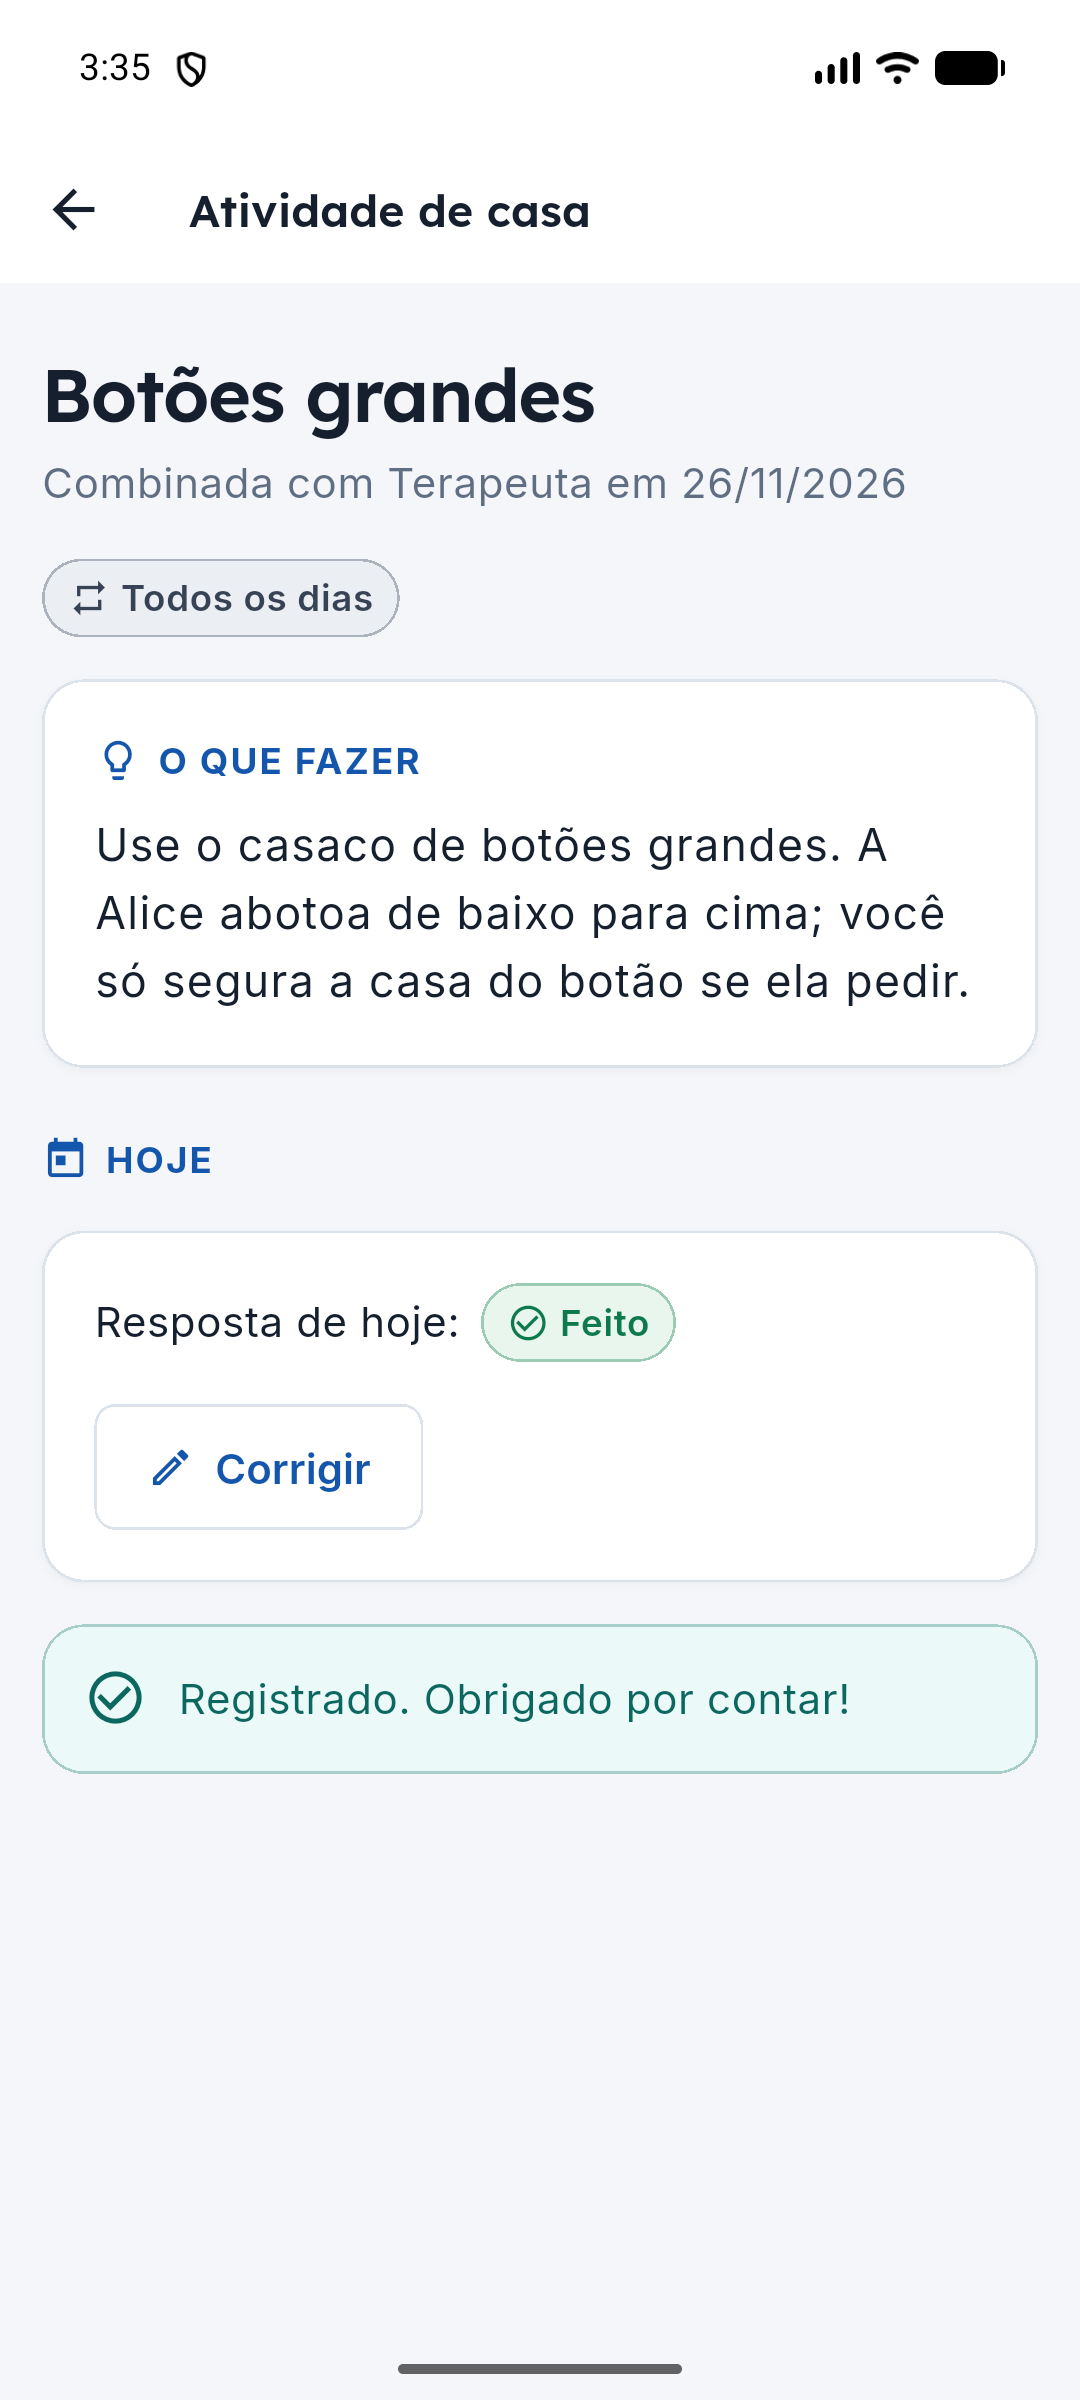 3:35
Atividade de casa
Botões grandes
Combinada com Terapeuta em 26/11/2026
Todos os dias
O QUE FAZER
Use o casaco de botões grandes. A
Alice abotoa de baixo para cima; você
só segura a casa do botão se ela pedir.
HOJE
Resposta de hoje: Feito
Corrigir
Registrado. Obrigado por contar!